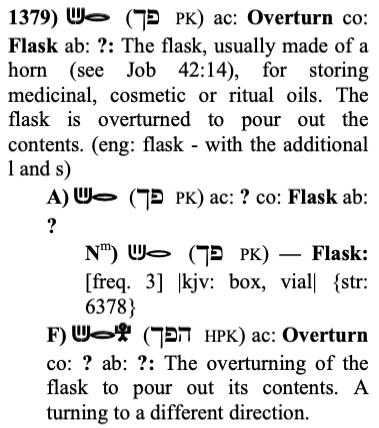 1379) (פך PK) ac: Overturn co:
Flask ab: ?: The flask, usually made of a
horn (see Job 42:14), for storing
medicinal, cosmetic or ritual oils. The
flask is overturned to pour out the
contents. (eng: flask - with the additional
l and s)
A) (פך PK) ac: ? co: Flask ab:
?
Nᵐ) (פך PK) — Flask:
[freq. 3] |kjv: box, vial| {str:
6378}
F) (הפך HPK) ac: Overturn
co: ? ab: ?: The overturning of the
flask to pour out its contents. A
turning to a different direction.